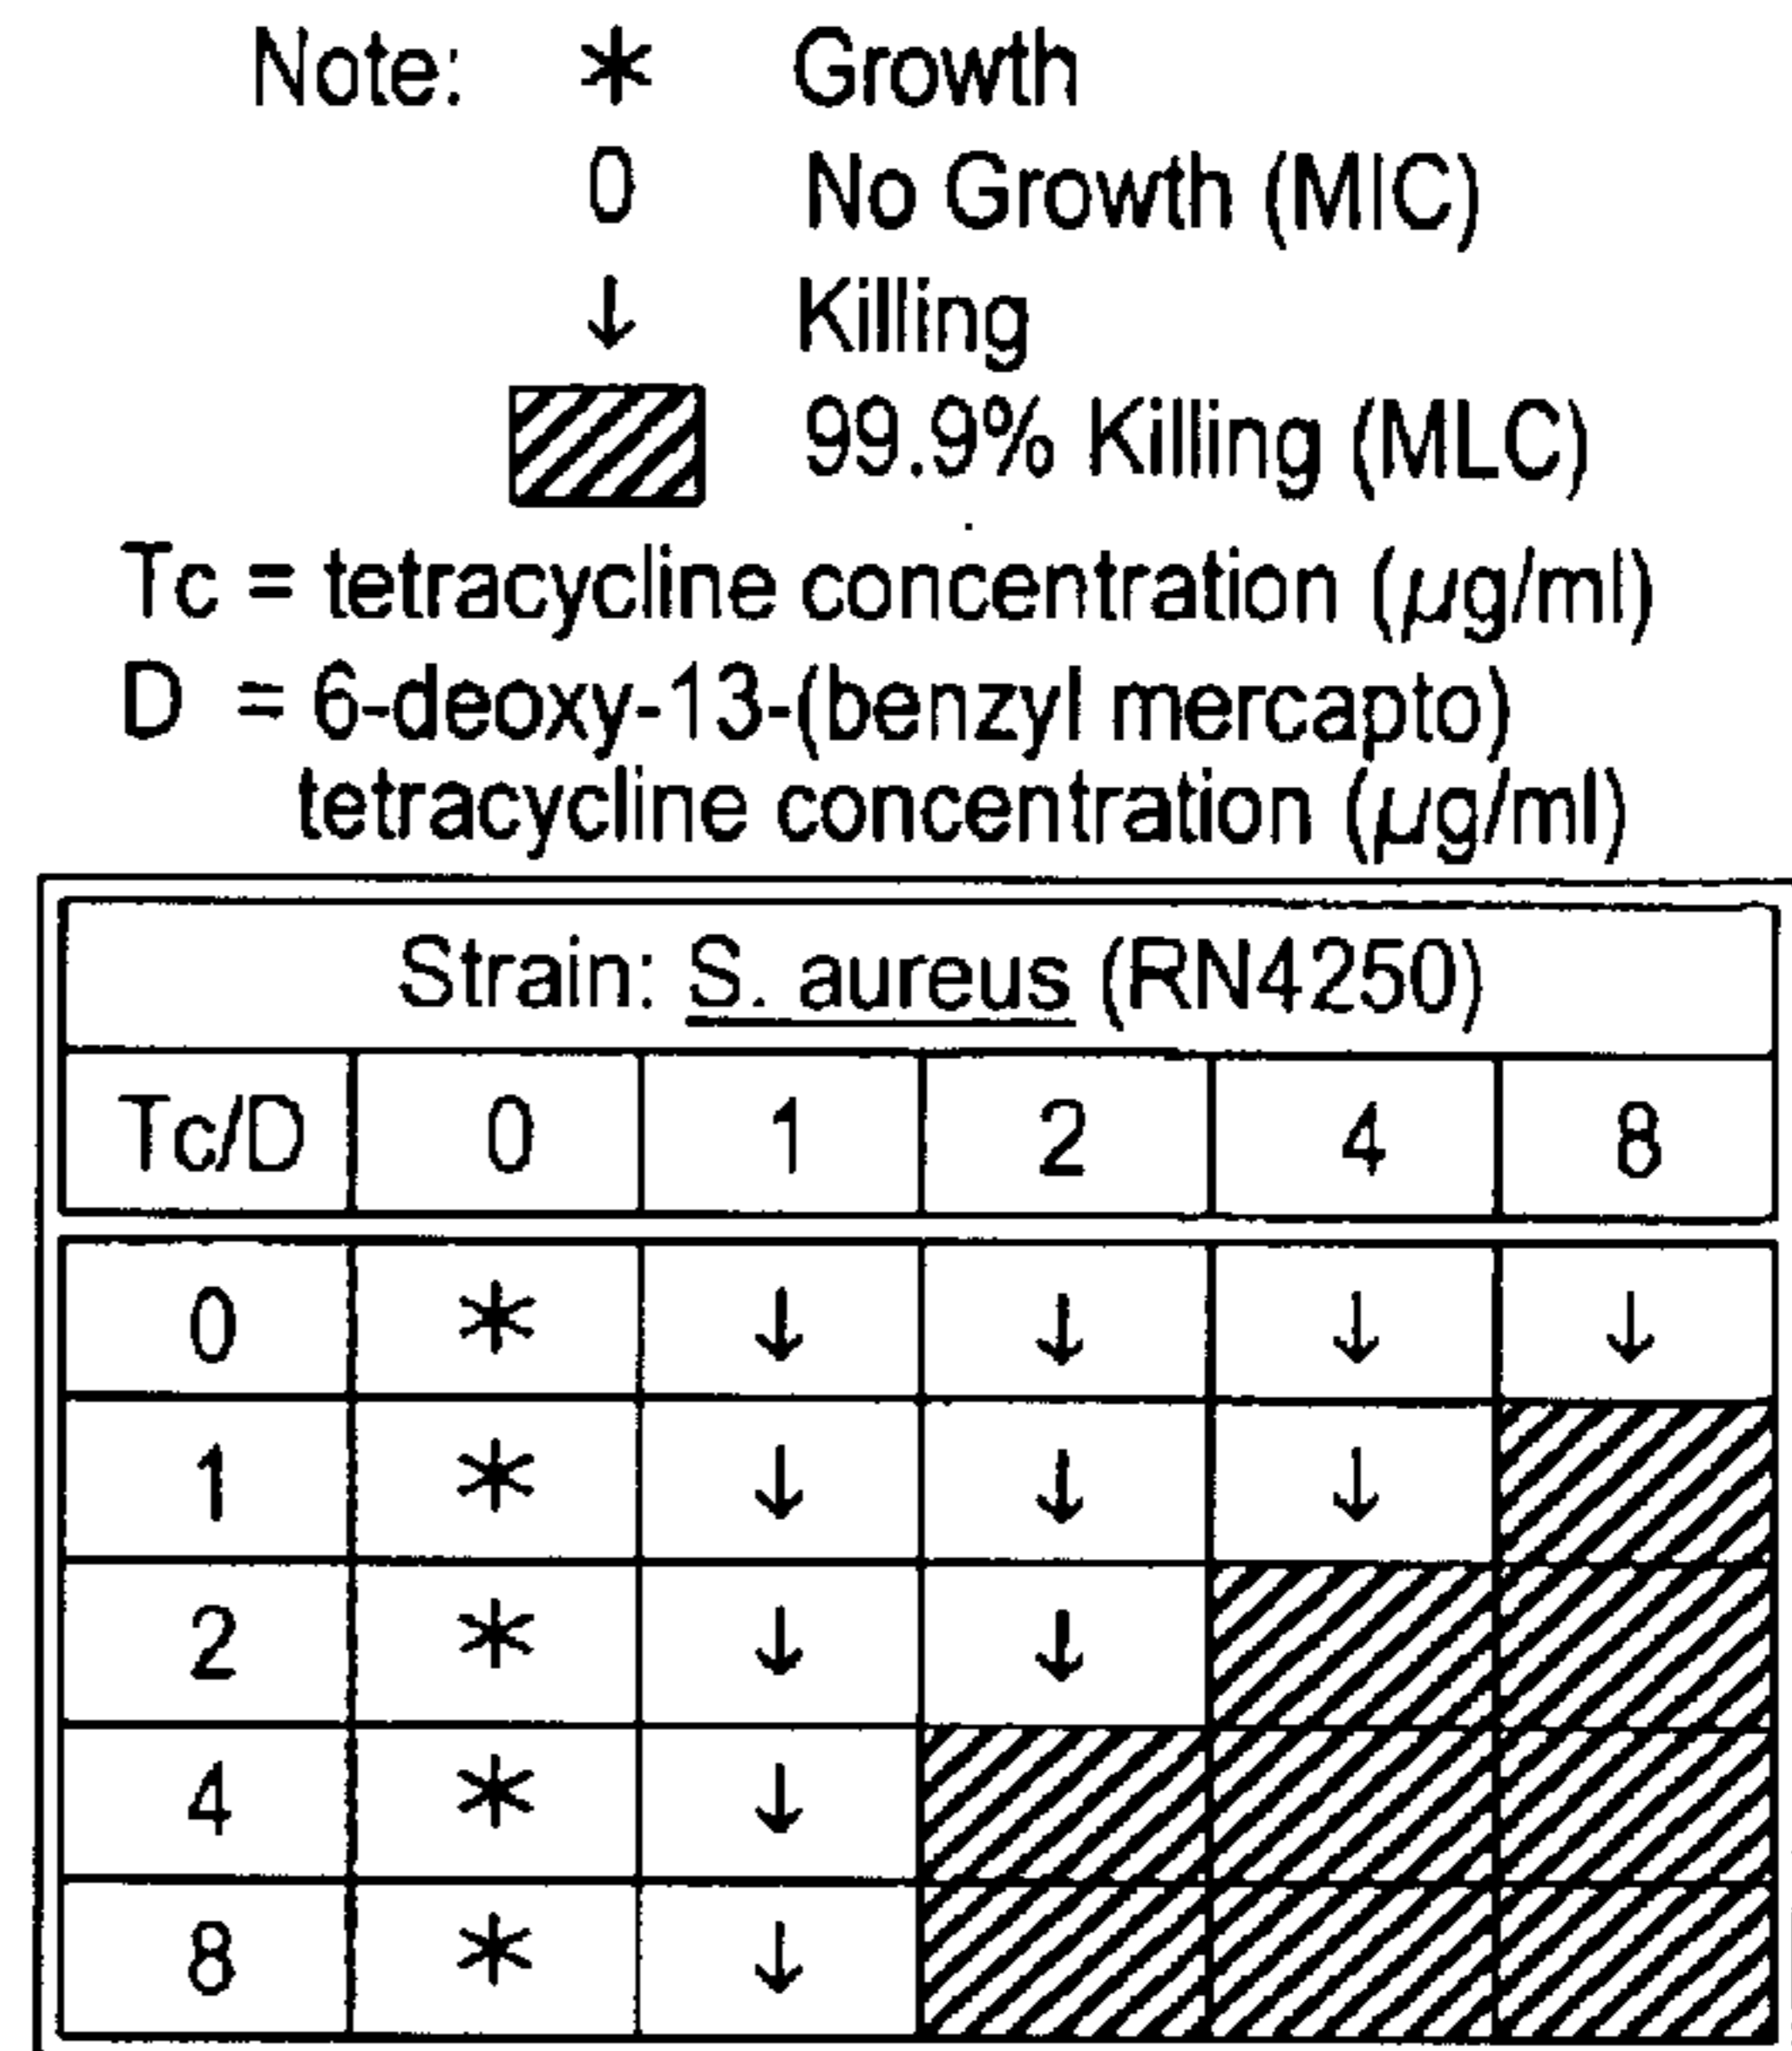 Note: * Growth
0 No Growth (MIC)
↓ Killing
99.9% Killing (MLC)
Tc = tetracycline concentration (µg/ml)
D = 6-deoxy-13-(benzyl mercapto)
tetracycline concentration (µg/ml)
Strain: S. aureus (RN4250)
Tc/D 0 1 2 4 8
0 * ↓ ↓ ↓ ↓
1 * ↓ ↓ ↓
2 * ↓ ↓
4 * ↓
8 * ↓